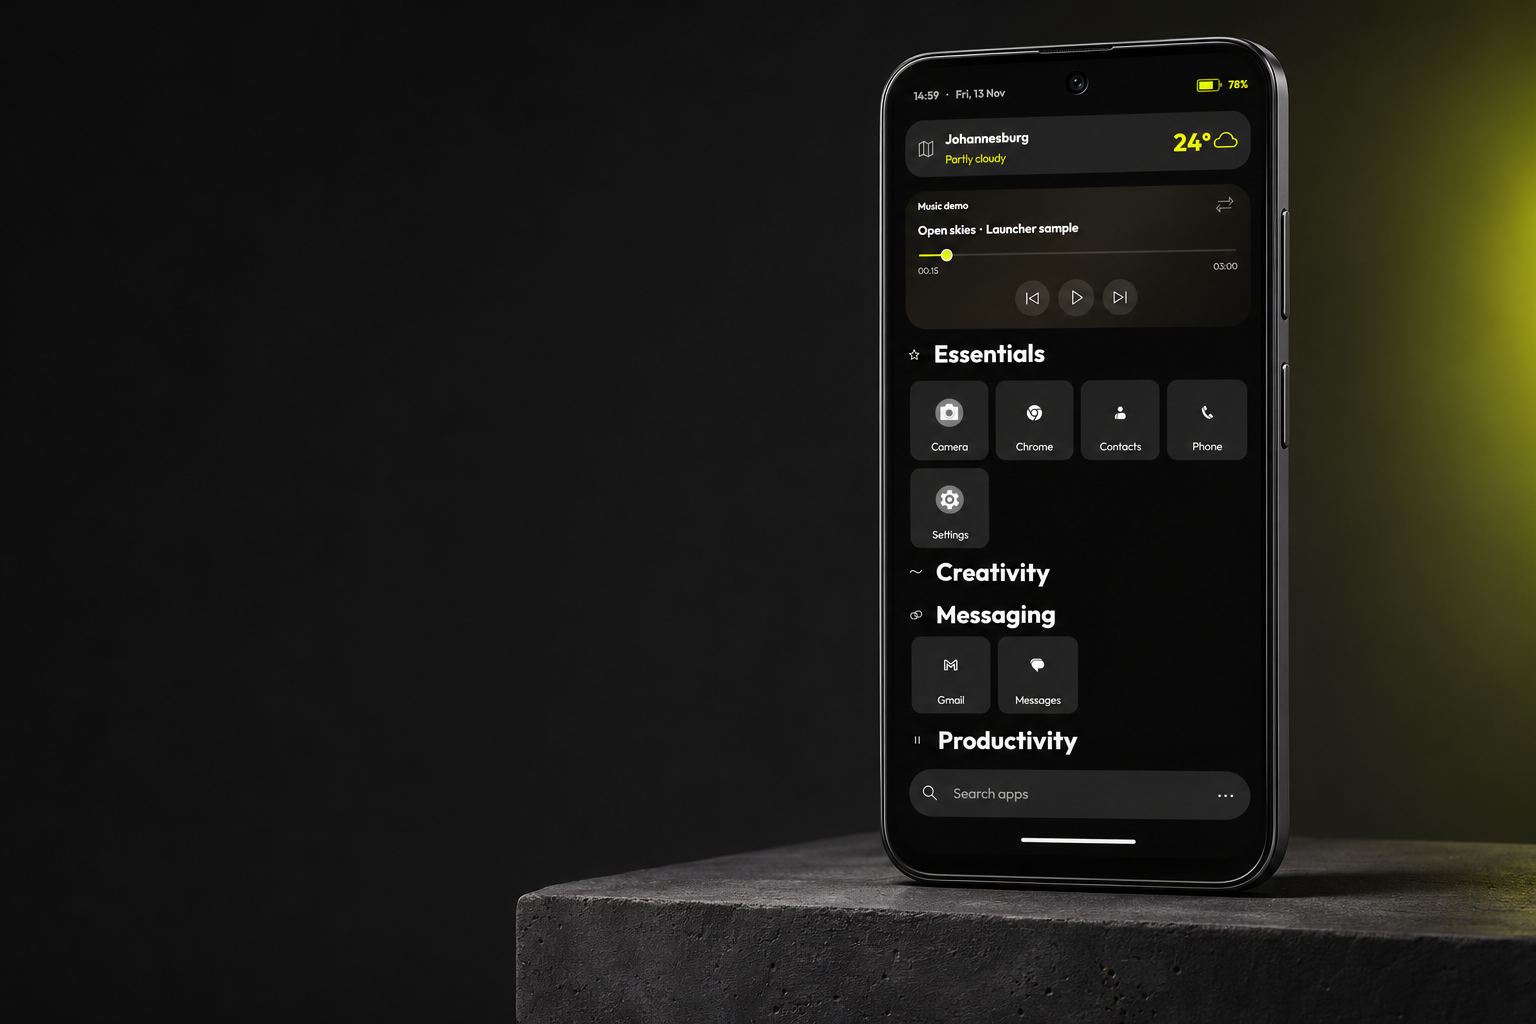 14:59 · Fri, 13 Nov
78%
Johannesburg
Partly cloudy
24°
Music demo
Open skies · Launcher sample
00.15
03:00
Essentials
Camera
Chrome
Contacts
Phone
Settings
Creativity
Messaging
Gmail
Messages
Productivity
Search apps